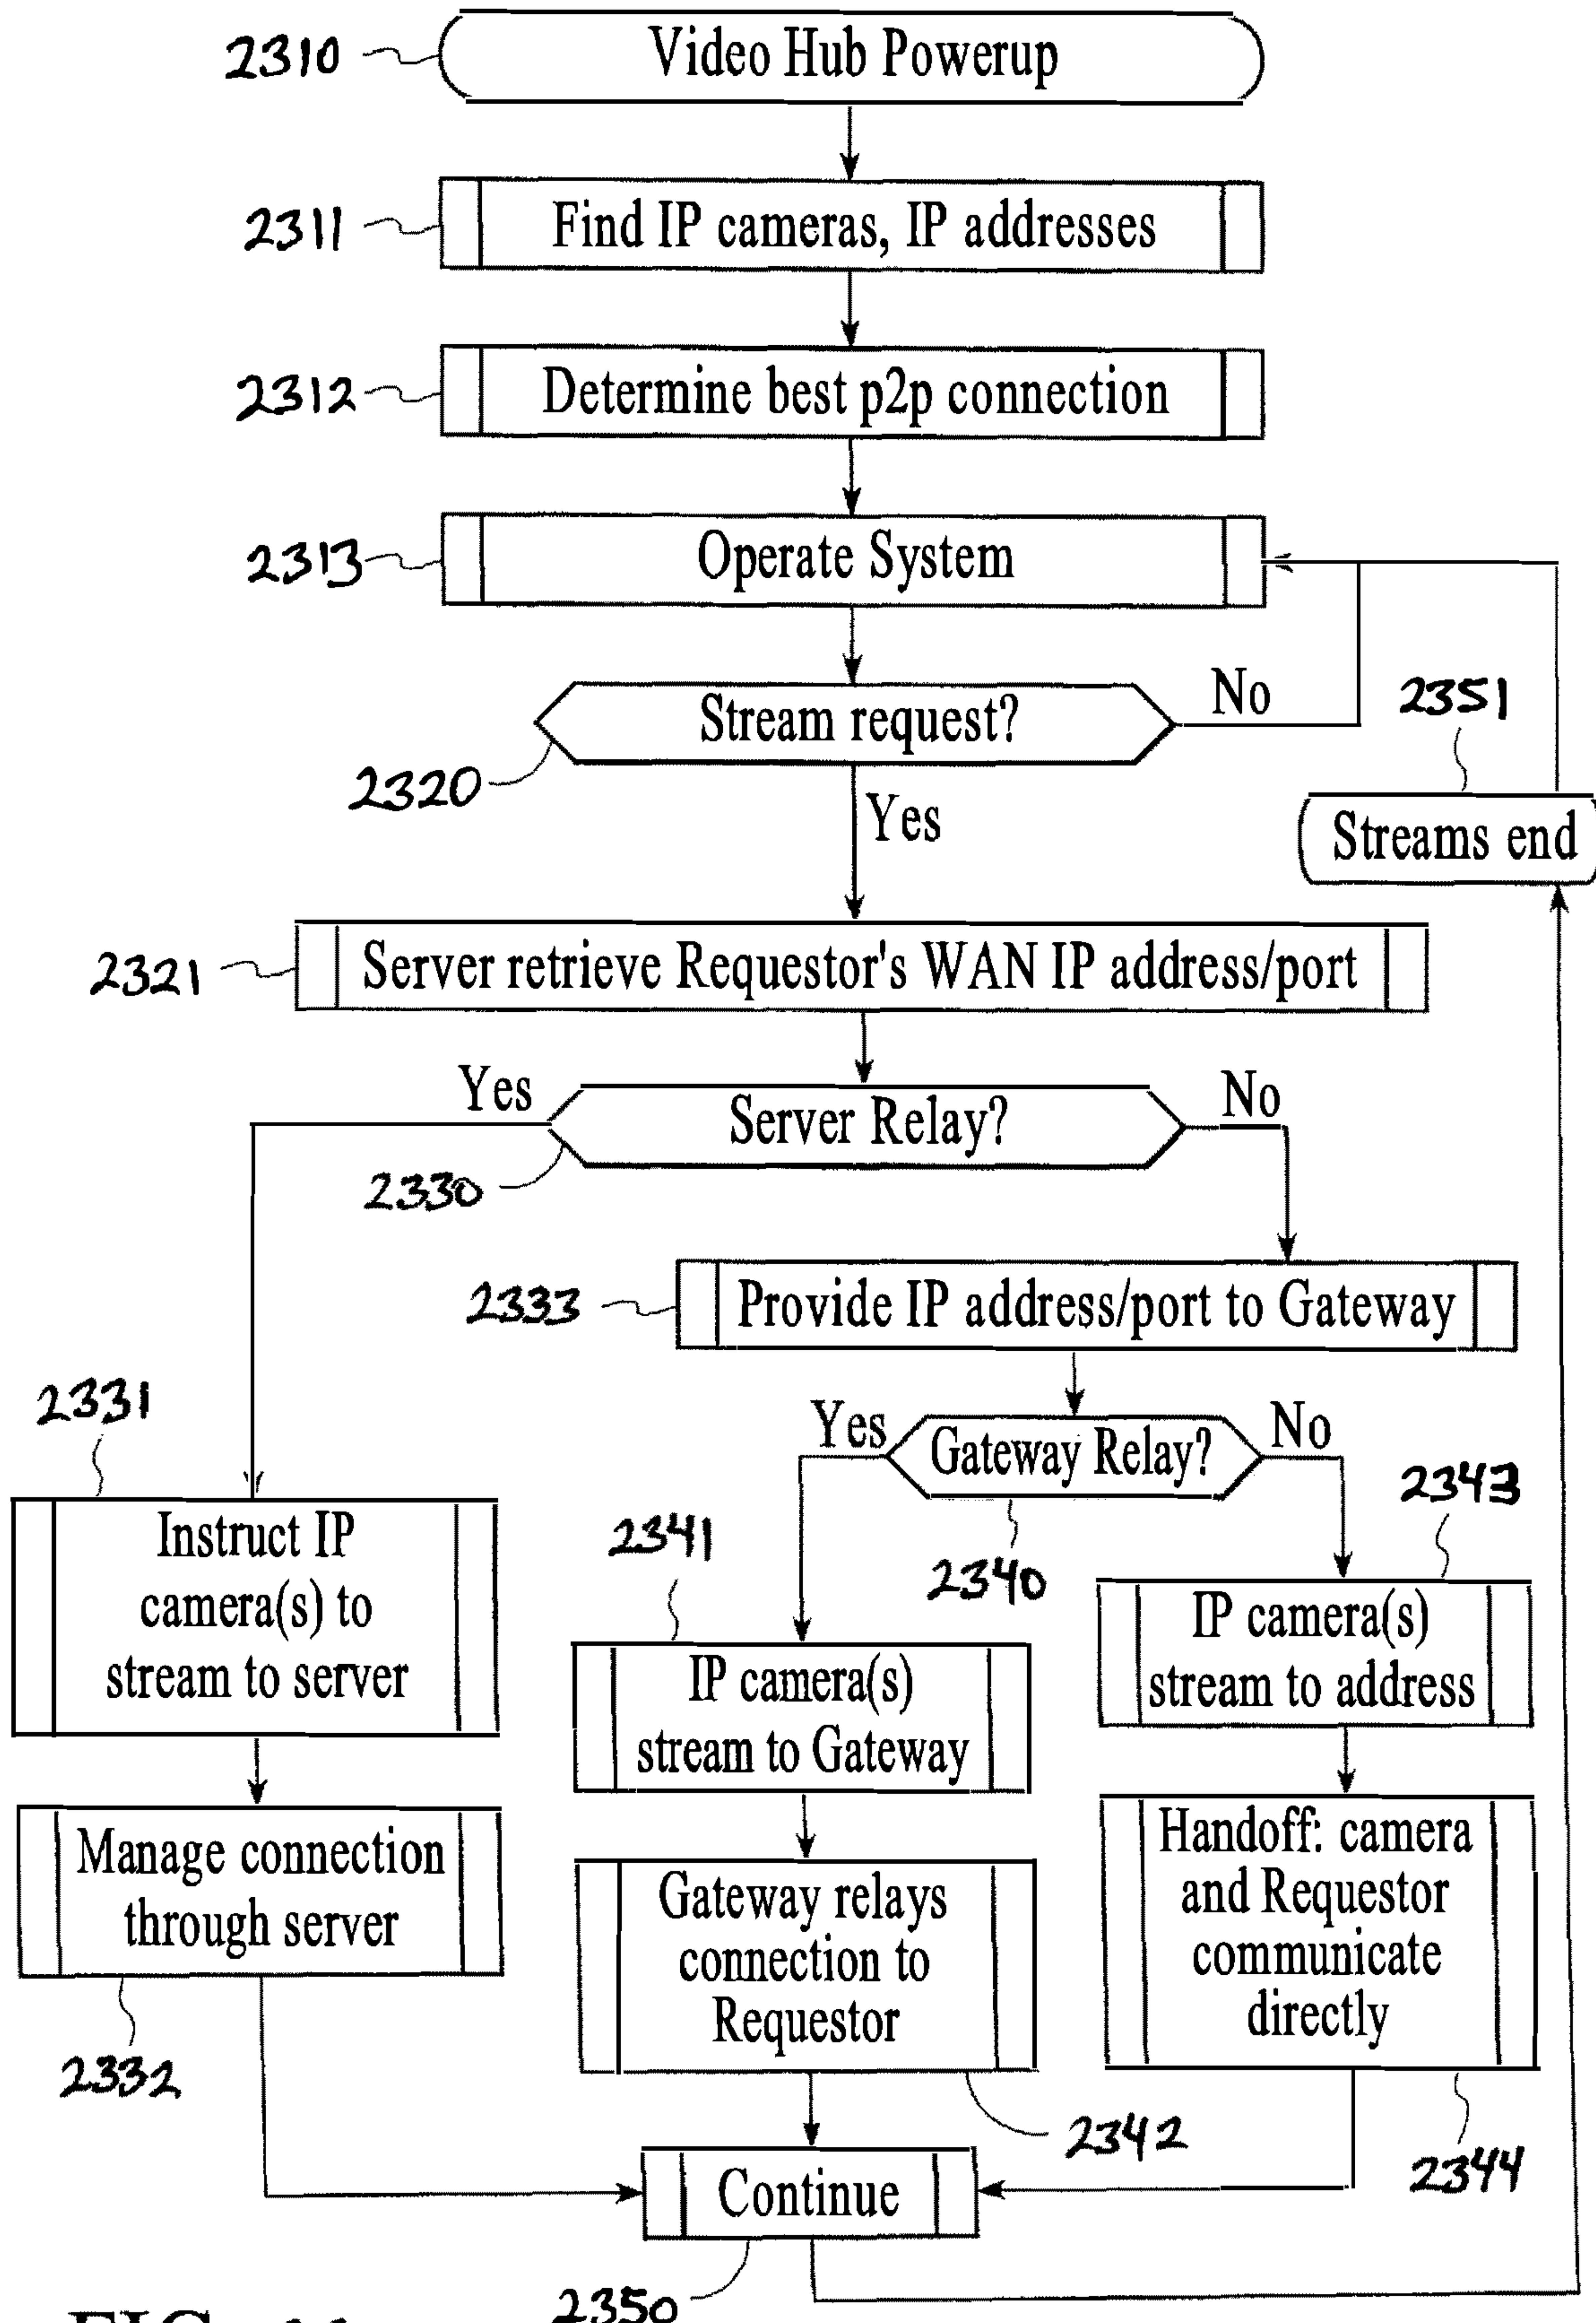 2310
Video Hub Powerup
2311
Find IP cameras, IP addresses
2312
Determine best p2p connection
2313
Operate System
Stream request?
No
2320
Yes
2351
Streams end
2321
Server retrieve Requestor's WAN IP address/port
Yes
Server Relay?
No
2330
2333
Provide IP address/port to Gateway
2331
Yes
Gateway Relay?
No
2340
2343
Instruct IP
camera(s) to
stream to server
2341
IP camera(s)
stream to Gateway
IP camera(s)
stream to address
Manage connection
through server
2332
Gateway relays
connection to
Requestor
2342
Handoff: camera
and Requestor
communicate
directly
2344
Continue
2350
FIG.